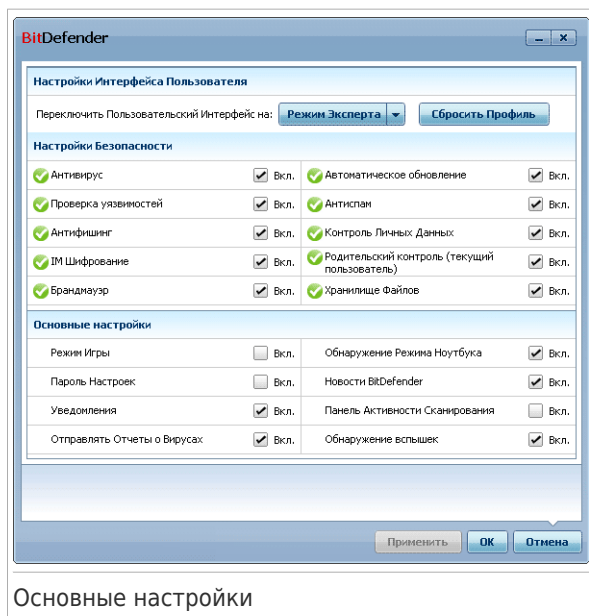 BitDefender
Настройки Интерфейса Пользователя
Переключить Пользовательский Интерфейс на: Режим Эксперта Сбросить Профиль
Настройки Безопасности
Антивирус Вкл. Автоматическое обновление Вкл.
Проверка уязвимостей Вкл. Антиспам Вкл.
Антифишинг Вкл. Контроль Личных Данных Вкл.
IM Шифрование Вкл. Родительский контроль (текущий пользователь) Вкл.
Брандмауэр Вкл. Хранилище Файлов Вкл.
Основные настройки
Режим Игры Вкл. Обнаружение Режима Ноутбука Вкл.
Пароль Настроек Вкл. Новости BitDefender Вкл.
Уведомления Вкл. Панель Активности Сканирования Вкл.
Отправлять Отчеты о Вирусах Вкл. Обнаружение вспышек Вкл.
Применить OK Отмена
Основные настройки